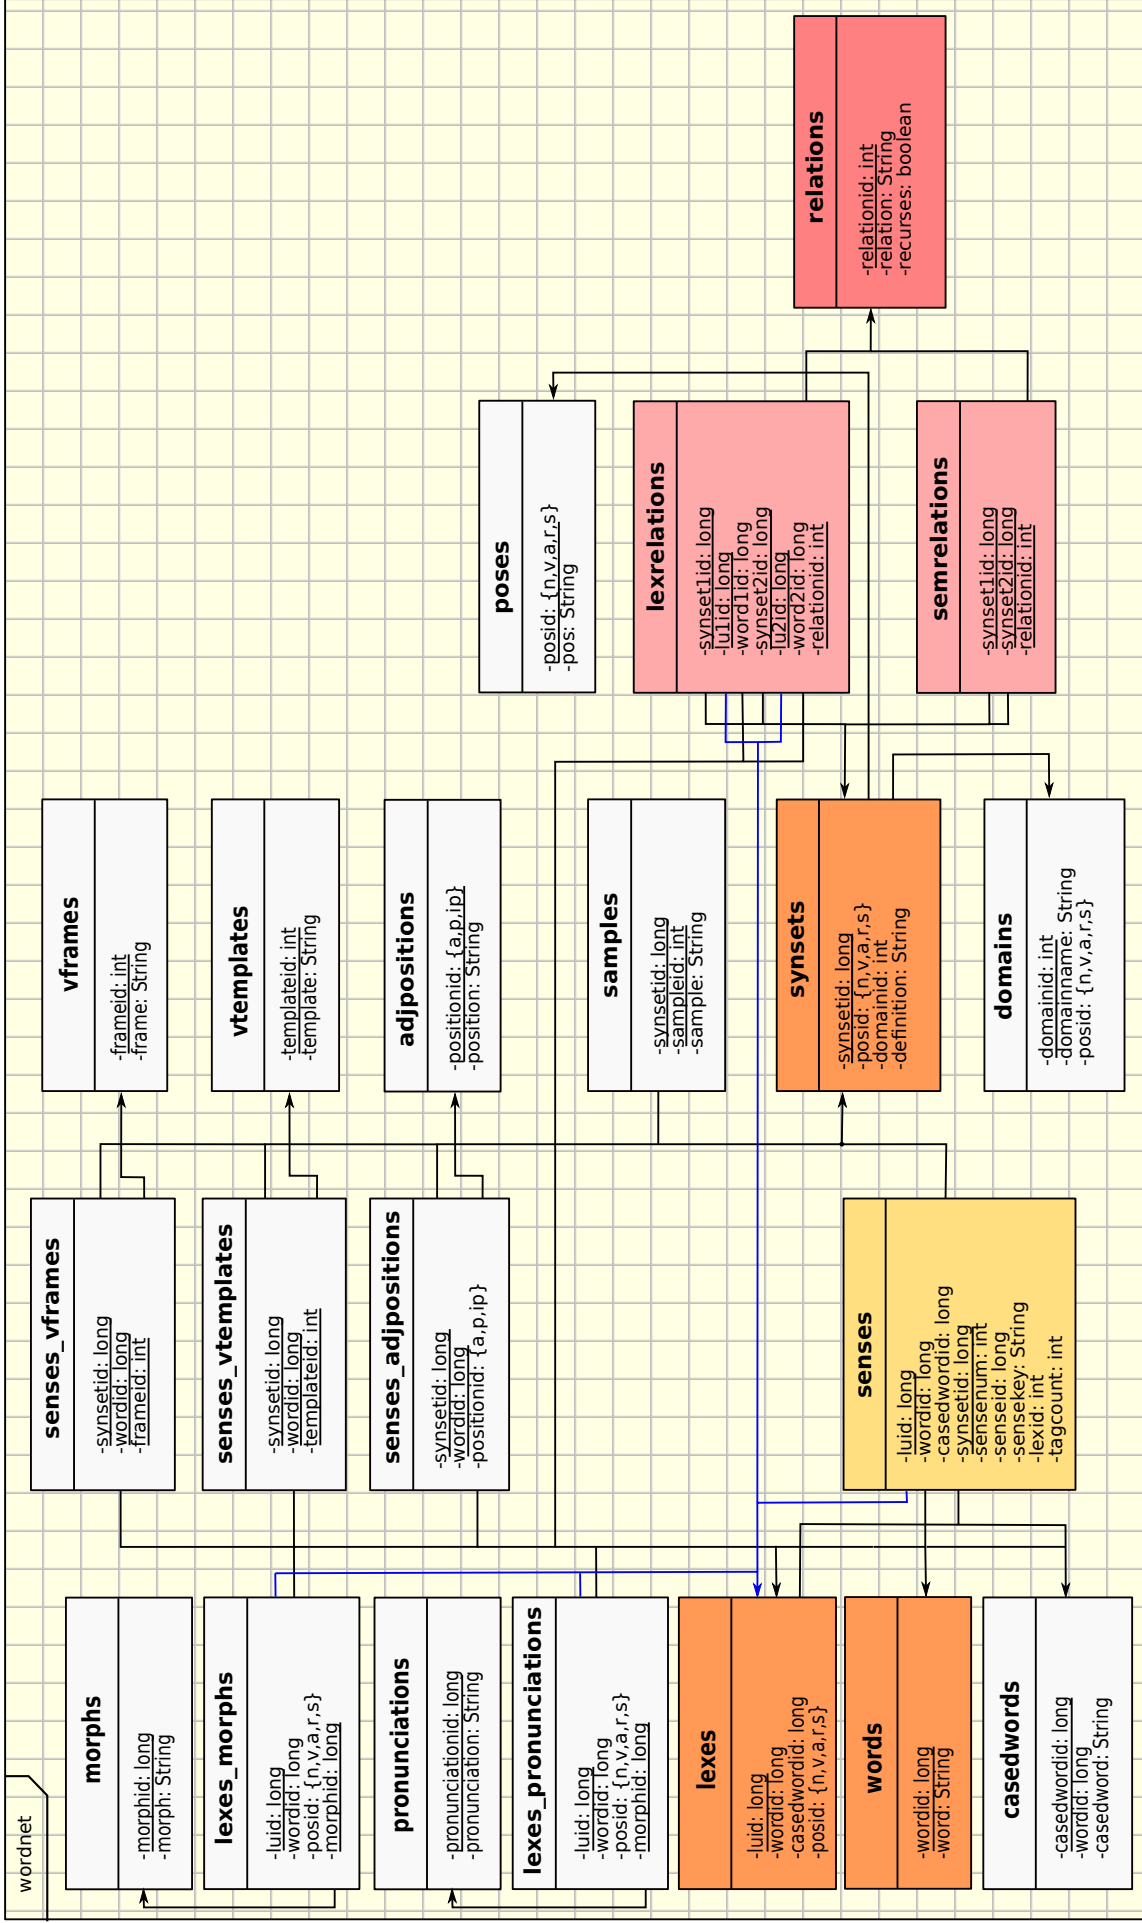 wordnet
morphs
-morphid: long
-morph: String
lexes_morphs
-luid: long
-wordid: long
-posid: {n,v,a,r,s}
-morphid: long
pronunciations
-pronunciationid: long
-pronunciation: String
lexes_pronunciations
-luid: long
-wordid: long
-posid: {n,v,a,r,s}
-morphid: long
lexes
-luid: long
-wordid: long
-casedwordid: long
-posid: {n,v,a,r,s}
words
-wordid: long
-word: String
casedwords
-casedwordid: long
-wordid: long
-casedword: String
senses_vframes
-synsetid: long
-wordid: long
-frameid: int
senses_vtemplates
-synsetid: long
-wordid: long
-templateid: int
senses_adjpositions
-synsetid: long
-wordid: long
-positionid: {a,p,ip}
senses
-luid: long
-wordid: long
-casedwordid: long
-synsetid: long
-sensenum: int
-senseid: long
-sensekey: String
-lexid: int
-tagcount: int
vframes
-frameid: int
-frame: String
vtemplates
-templateid: int
-template: String
adjpositions
-positionid: {a,p,ip}
-position: String
samples
-synsetid: long
-sampleid: int
-sample: String
synsets
-synsetid: long
-posid: {n,v,a,r,s}
-domainid: int
-definition: String
domains
-domainid: int
-domainname: String
-posid: {n,v,a,r,s}
poses
-posid: {n,v,a,r,s}
-pos: String
lexrelations
-synset1id: long
-lu1id: long
-word1id: long
-synset2id: long
-lu2id: long
-word2id: long
-relationid: int
semrelations
-synset1id: long
-synset2id: long
-relationid: int
relations
-relationid: int
-relation: String
-recurses: boolean